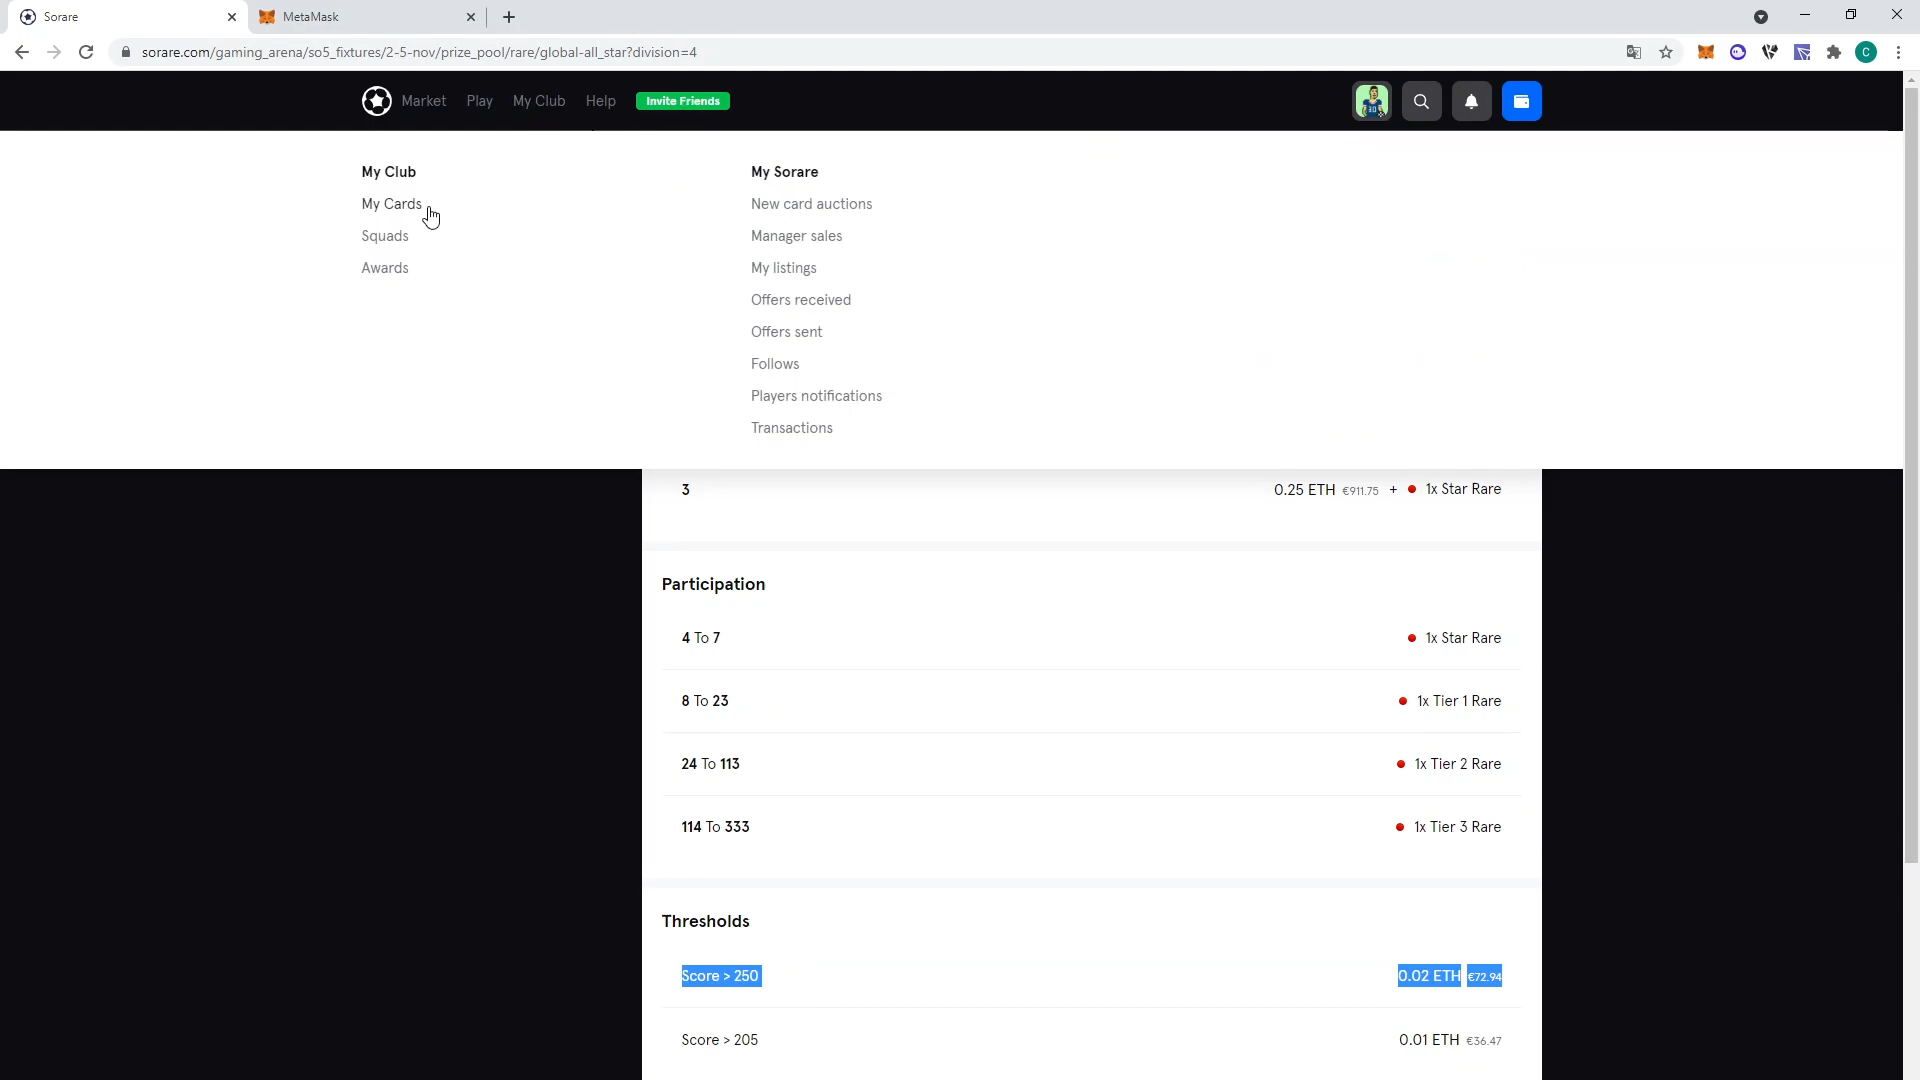 Sorare
MetaMask
sorare.com/gaming_arena/so5_fixtures/2-5-nov/prize_pool/rare/global-all_star?division=4
C
Market Play My Club Help Invite Friends
My Club
My Cards
Squads
Awards
My Sorare
New card auctions
Manager sales
My listings
Offers received
Offers sent
Follows
Players notifications
Transactions
3 0.25 ETH €911.75 + 1x Star Rare
Participation
4 To 7 1x Star Rare
8 To 23 1x Tier 1 Rare
24 To 113 1x Tier 2 Rare
114 To 333 1x Tier 3 Rare
Thresholds
Score > 250 0.02 ETH €72.94
Score > 205 0.01 ETH €36.47